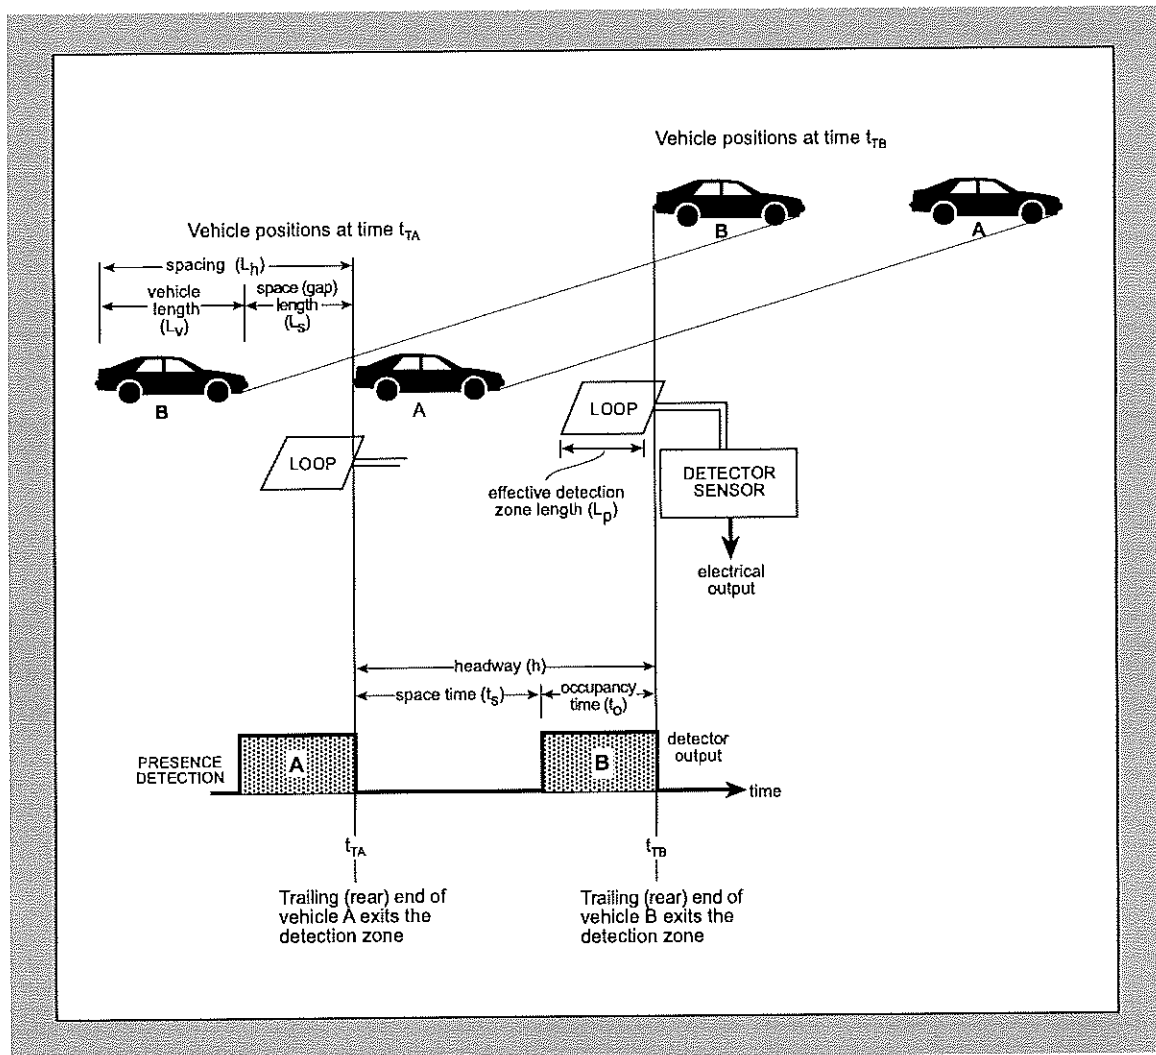 Vehicle positions at time tTB
B
A
Vehicle positions at time tTA
spacing (Lh)
vehicle
length
(Lv)
space (gap)
length
(Ls)
B
A
LOOP
LOOP
effective detection
zone length (Lp)
DETECTOR
SENSOR
electrical
output
headway (h)
space time (ts)
occupancy
time (to)
PRESENCE
DETECTION
A
B
detector
output
time
tTA
tTB
Trailing (rear) end of
vehicle A exits the
detection zone
Trailing (rear) end of
vehicle B exits the
detection zone